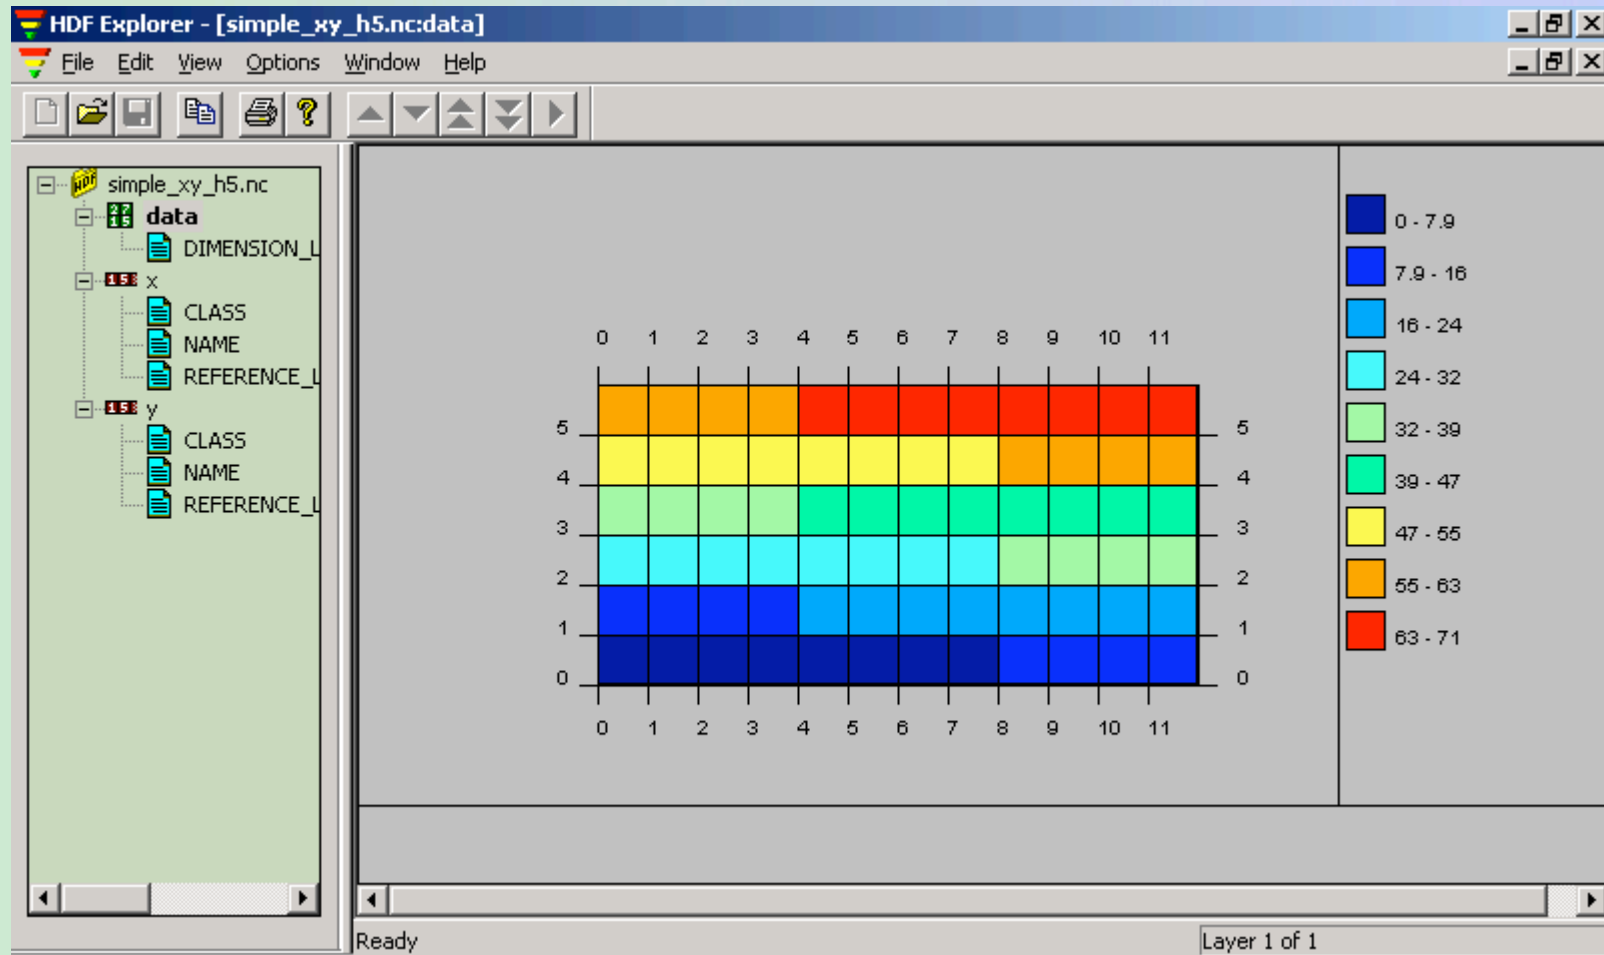 HDF Explorer - [simple_xy_h5.nc:data]
File Edit View Options Window Help
simple_xy_h5.nc
data
DIMENSION_L
x
CLASS
NAME
REFERENCE_L
y
CLASS
NAME
REFERENCE_L
0 1 2 3 4 5 6 7 8 9 10 11
5 5
4 4
3 3
2 2
1 1
0 0
0 1 2 3 4 5 6 7 8 9 10 11
0 - 7.9
7.9 - 16
16 - 24
24 - 32
32 - 39
39 - 47
47 - 55
55 - 63
63 - 71
Ready
Layer 1 of 1